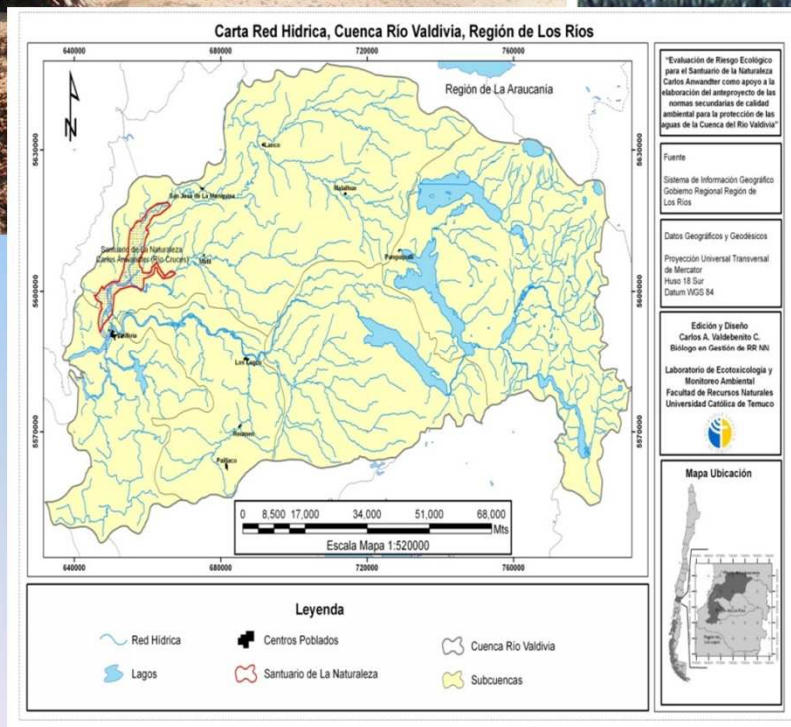 Carta Red Hídrica, Cuenca Río Valdivia, Región de Los Ríos
640000
680000
720000
760000
N
Región de La Araucanía
5630000
5630000
Lanco
Malalhue
San José de La Mariquina
Santuario de La Naturaleza
Carlos Anwandter (Río Cruces)
Máfil
Panguipulli
5600000
5600000
Valdivia
Los Lagos
5570000
5570000
Paillaco
0 8,500 17,000 34,000 51,000 68,000
Mts
Escala Mapa 1:520000
640000
680000
720000
760000
Leyenda
Red Hídrica
Centros Poblados
Cuenca Río Valdivia
Lagos
Santuario de La Naturaleza
Subcuencas
"Evaluación de Riesgo Ecológico
para el Santuario de la Naturaleza
Carlos Anwandter como apoyo a la
elaboración del anteproyecto de las
normas secundarias de calidad
ambiental para la protección de las
aguas de la Cuenca del Río Valdivia"
Fuente
Sistema de Información Geográfico
Gobierno Regional Región de
Los Ríos
Datos Geográficos y Geodésicos
Proyección Universal Transversal
de Mercator
Huso 18 Sur
Datum WGS 84
Edición y Diseño
Carlos A. Valdebenito C.
Biólogo en Gestión de RR NN
Laboratorio de Ecotoxicología y
Monitoreo Ambiental
Facultad de Recursos Naturales
Universidad Católica de Temuco
Mapa Ubicación